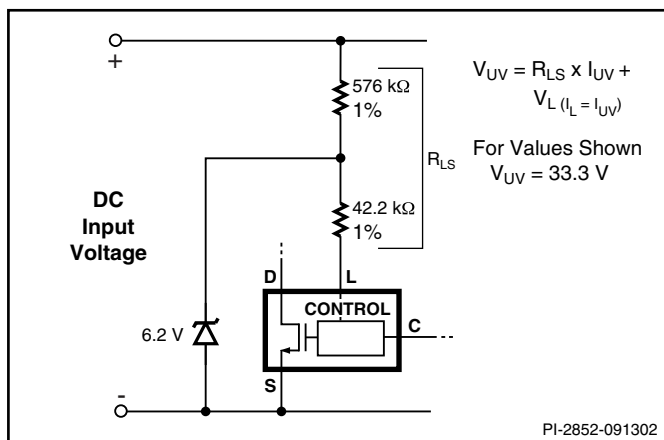 +
576 kΩ
1%
R_LS
V_UV = R_LS x I_UV +
V_L (I_L = I_UV)
For Values Shown
V_UV = 33.3 V
DC
Input
Voltage
42.2 kΩ
1%
D
L
CONTROL
C
6.2 V
S
-
PI-2852-091302